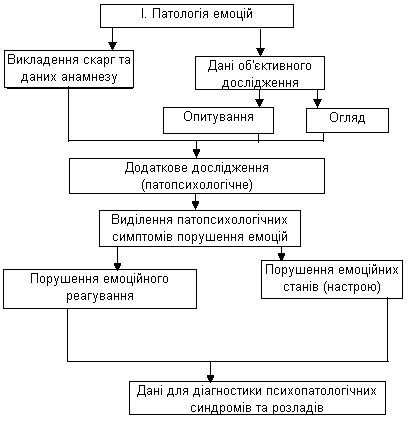 I. Патологія емоцій
Викладення скарг та
даних анамнезу
Дані об'єктивного
дослідження
Опитування
Огляд
Додаткове дослідження
(патопсихологічне)
Виділення патопсихологічних
симптомів порушення емоцій
Порушення емоційного
реагування
Порушення емоційних
станів (настрою)
Дані для діагностики психопатологічних
синдромів та розладів